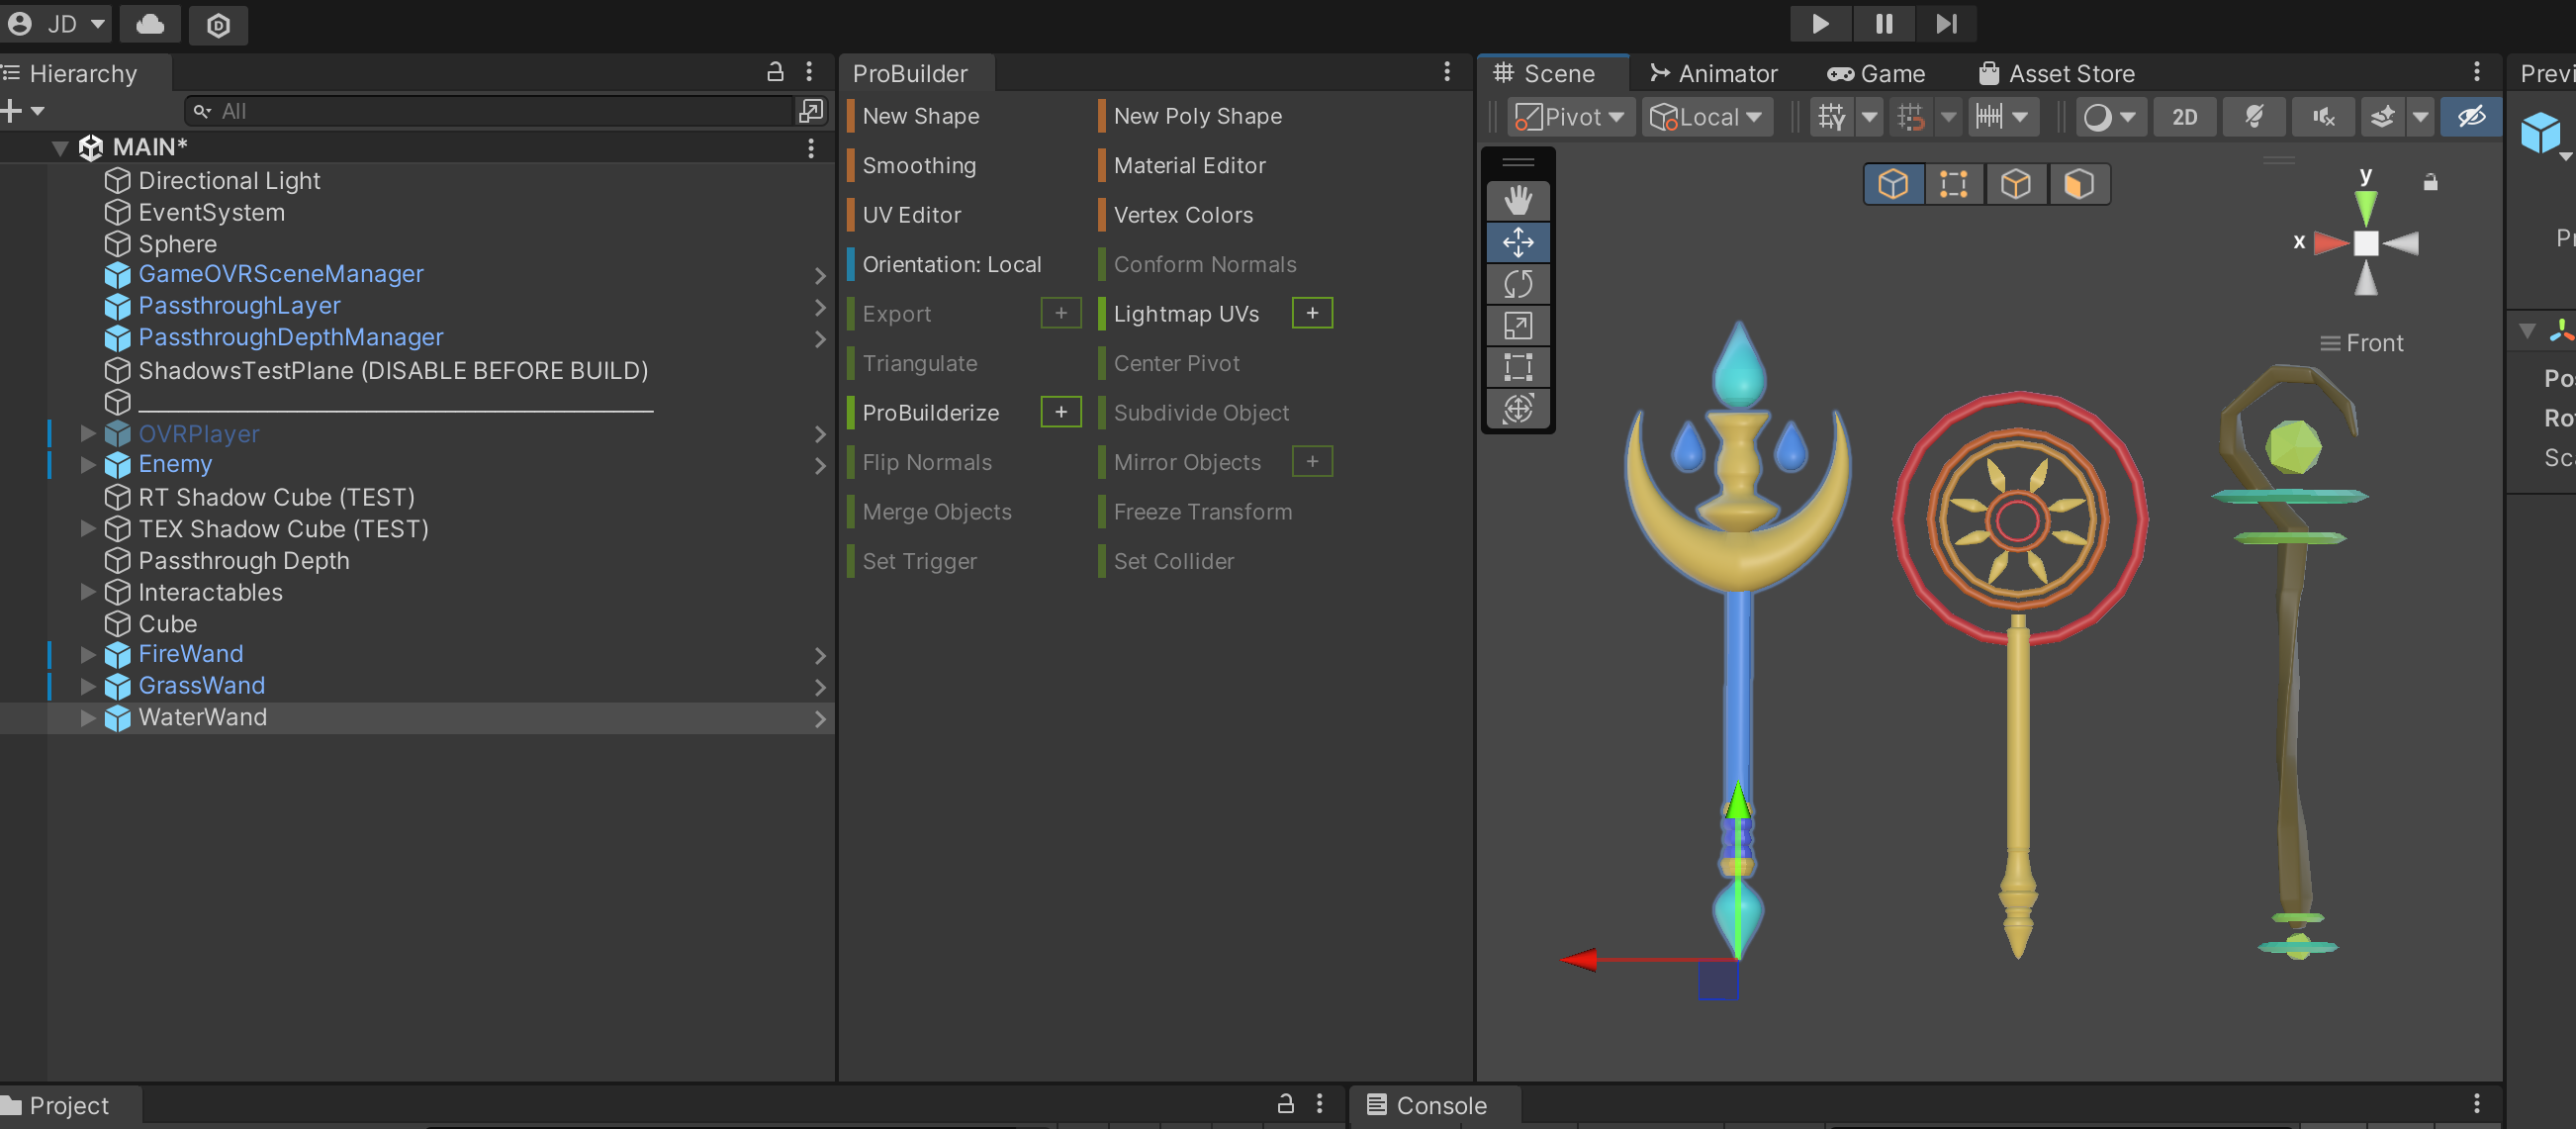 JD
Hierarchy
All
MAIN*
Directional Light
EventSystem
Sphere
GameOVRSceneManager
PassthroughLayer
PassthroughDepthManager
ShadowsTestPlane (DISABLE BEFORE BUILD)
OVRPlayer
Enemy
RT Shadow Cube (TEST)
TEX Shadow Cube (TEST)
Passthrough Depth
Interactables
Cube
FireWand
GrassWand
WaterWand
ProBuilder
New Shape New Poly Shape
Smoothing Material Editor
UV Editor Vertex Colors
Orientation: Local Conform Normals
Export + Lightmap UVs +
Triangulate Center Pivot
ProBuilderize + Subdivide Object
Flip Normals Mirror Objects +
Merge Objects Freeze Transform
Set Trigger Set Collider
Scene Animator Game Asset Store
Pivot Local 2D
y
x
Front
Previ
Pr
Po
Ro
Sc
Project
Console